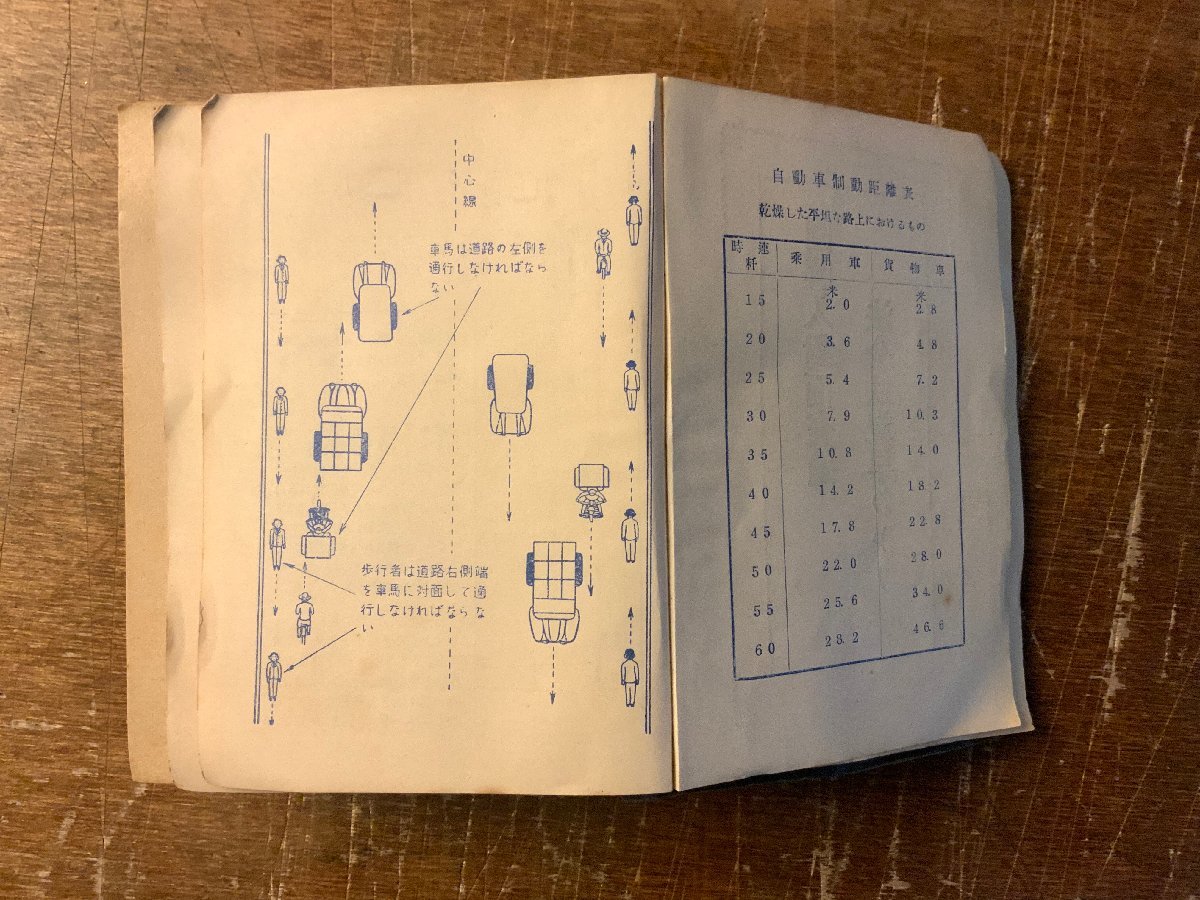 中心線
車馬は道路の左側を
通行しなければなら
ない
歩行者は道路右側端
を車馬に対面して通
行しなければならな
い
自動車制動距離表
乾燥した平坦な路上におけるもの
時速粁 乗用車 貨物車
15 米2.0 米2.8
20 3.6 4.8
25 5.4 7.2
30 7.9 10.3
35 10.8 14.0
40 14.2 18.2
45 17.8 22.8
50 22.0 28.0
55 25.6 34.0
60 28.2 46.6